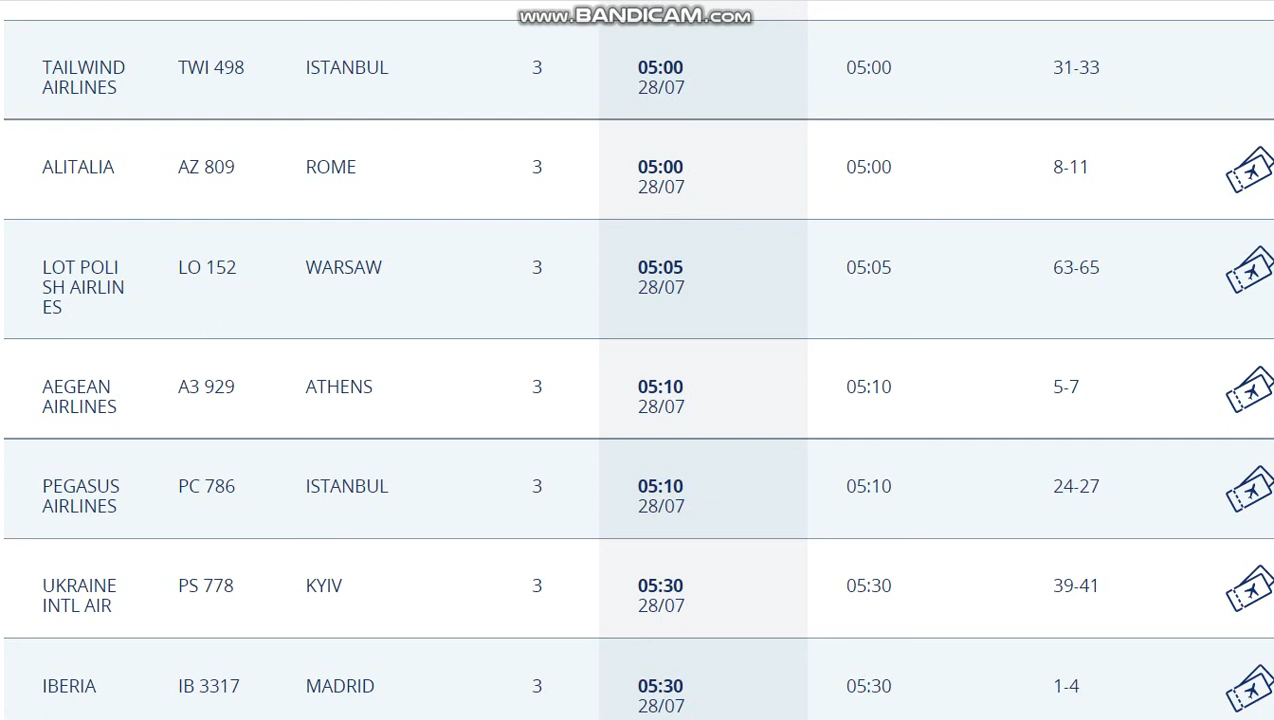 www.BANDICAM.com
TAILWIND AIRLINES TWI 498 ISTANBUL 3 05:00 28/07 05:00 31-33
ALITALIA AZ 809 ROME 3 05:00 28/07 05:00 8-11
LOT POLI SH AIRLIN ES LO 152 WARSAW 3 05:05 28/07 05:05 63-65
AEGEAN AIRLINES A3 929 ATHENS 3 05:10 28/07 05:10 5-7
PEGASUS AIRLINES PC 786 ISTANBUL 3 05:10 28/07 05:10 24-27
UKRAINE INTL AIR PS 778 KYIV 3 05:30 28/07 05:30 39-41
IBERIA IB 3317 MADRID 3 05:30 28/07 05:30 1-4